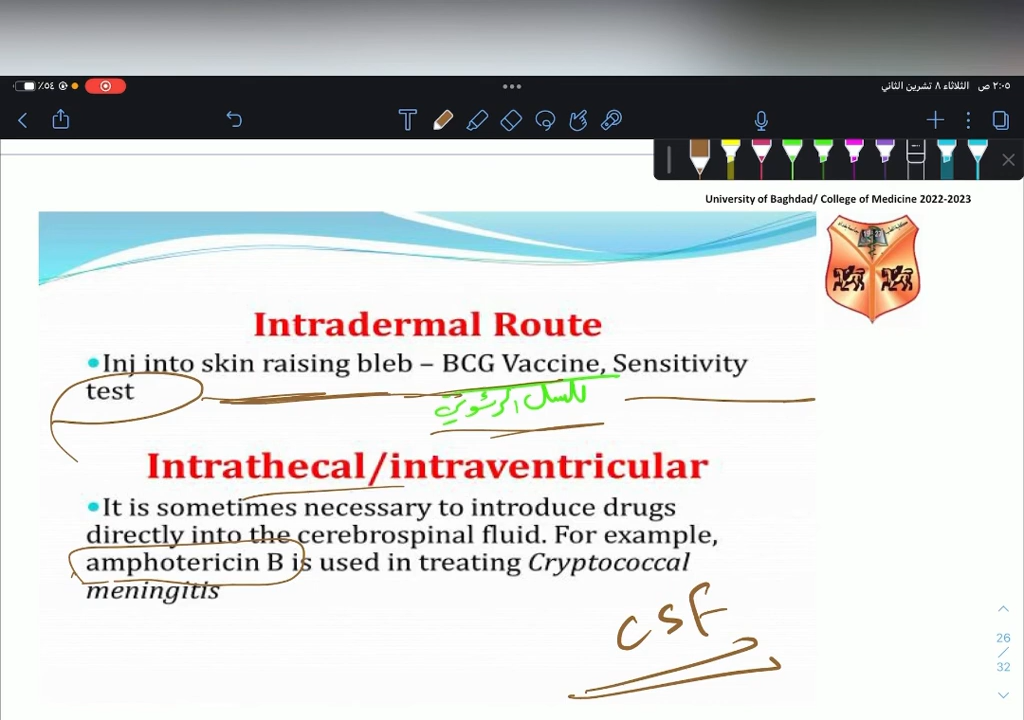 ٪٥٤
٢:٠٥ ص الثلاثاء ٨ تشرين الثاني
University of Baghdad/ College of Medicine 2022-2023
Intradermal Route
•Inj into skin raising bleb – BCG Vaccine, Sensitivity
test
للسل الرئوي
Intrathecal/intraventricular
•It is sometimes necessary to introduce drugs
directly into the cerebrospinal fluid. For example,
amphotericin B is used in treating Cryptococcal
meningitis
CSF
26
/
32